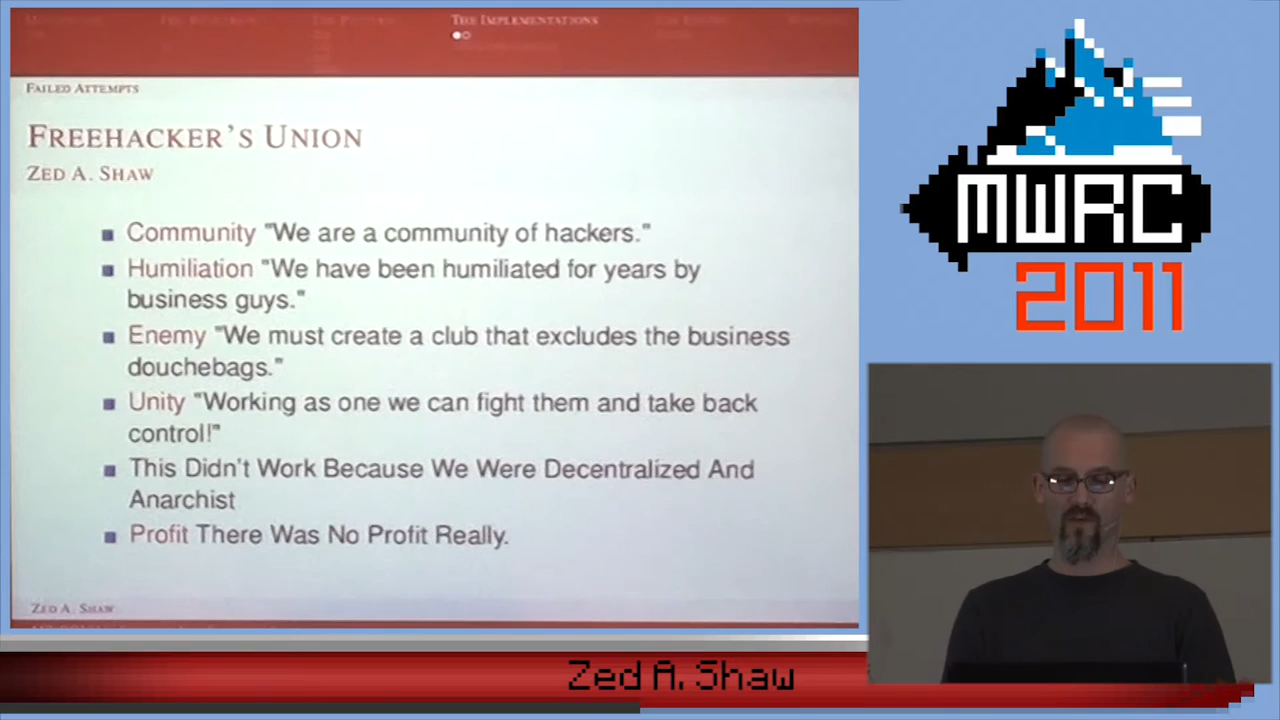 THE IMPLEMENTATIONS
FAILED ATTEMPTS
FREEHACKER'S UNION
ZED A. SHAW
Community "We are a community of hackers."
Humiliation "We have been humiliated for years by
business guys."
Enemy "We must create a club that excludes the business
douchebags."
Unity "Working as one we can fight them and take back
control!"
This Didn't Work Because We Were Decentralized And
Anarchist
Profit There Was No Profit Really.
ZED A. SHAW
MWRC
2011
Zed A. Shaw